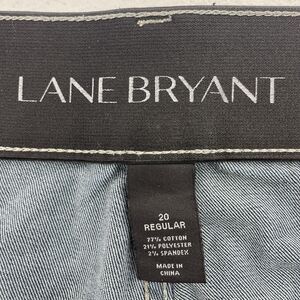 LANE BRYANT
20
REGULAR
77% COTTON
21% POLYESTER
2% SPANDEX
MADE IN
CHINA